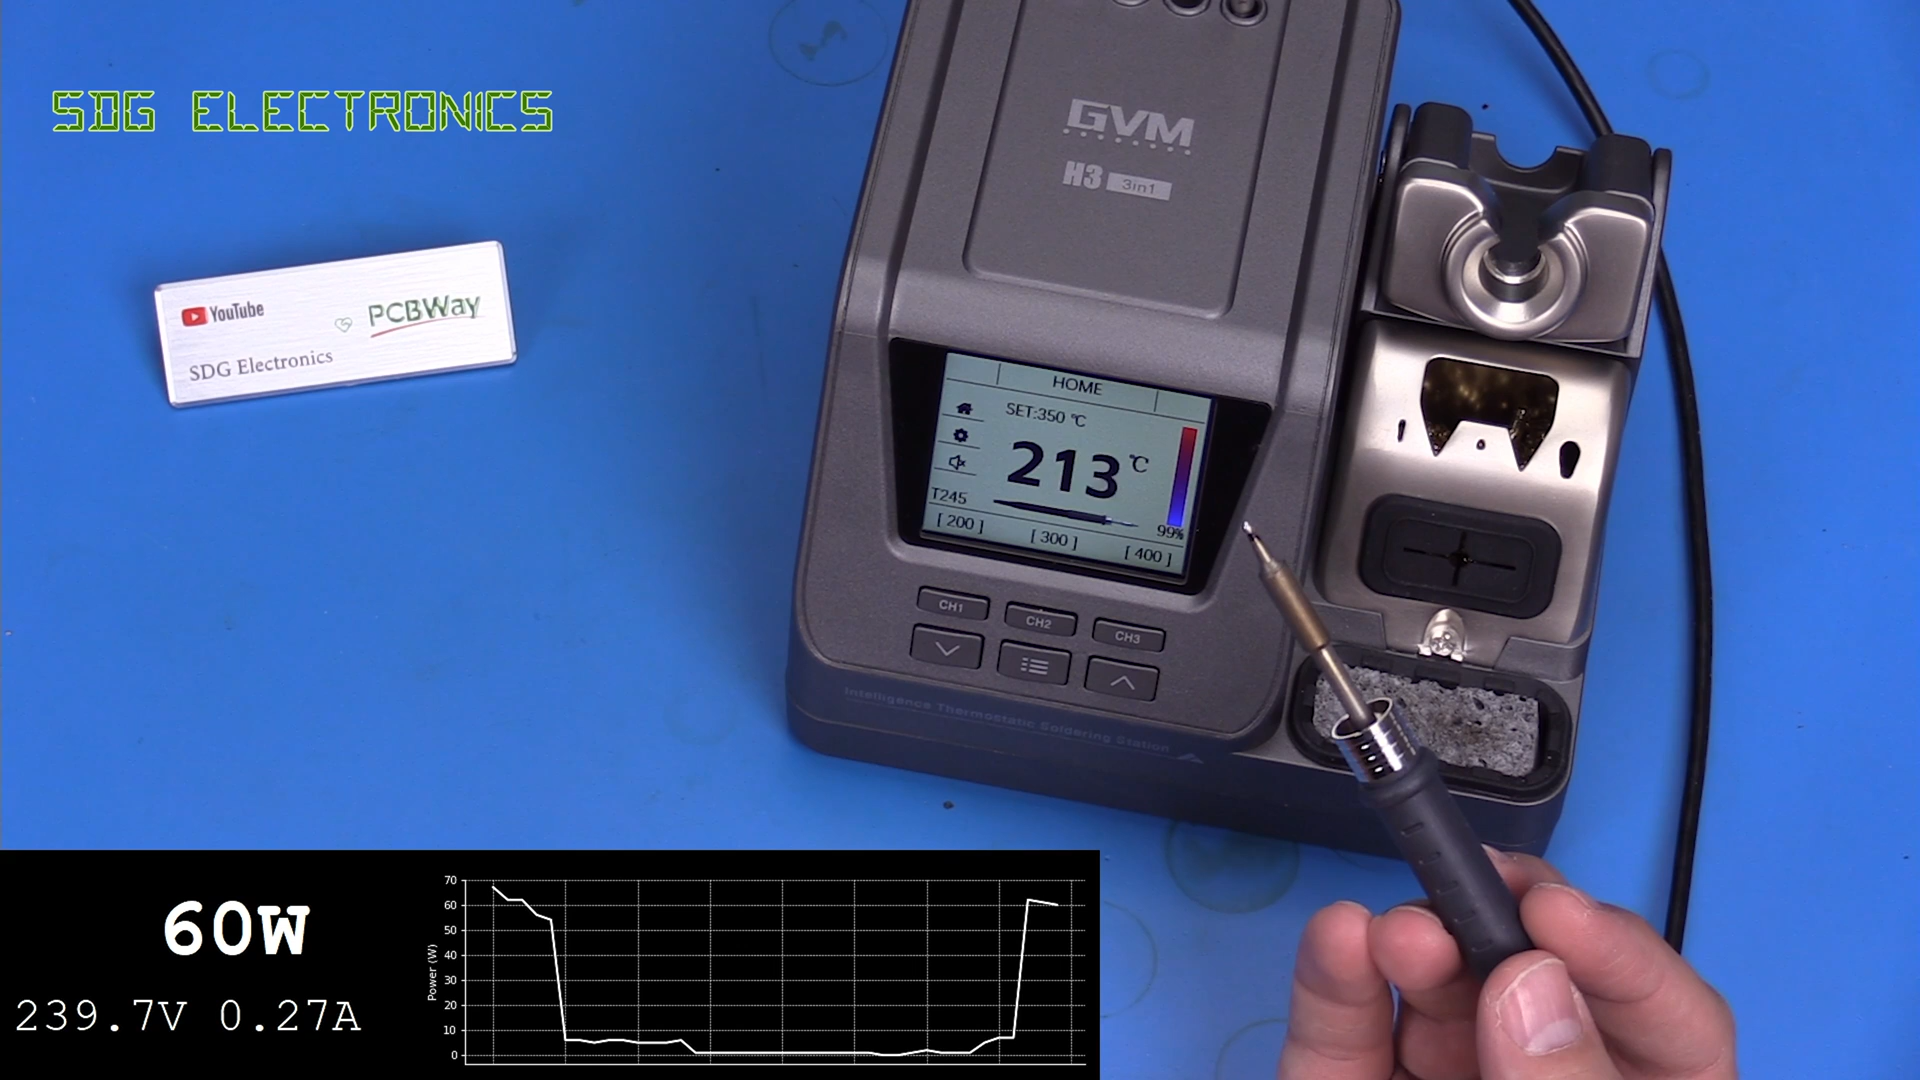 SDG ELECTRONICS
YouTube
PCBWay
SDG Electronics
GVM
H3 3in1
HOME
SET:350 ℃
213℃
T245
99%
[ 200 ] [ 300 ] [ 400 ]
CH1 CH2 CH3
Intelligence Thermostatic Soldering Station
60W
239.7V 0.27A
Power (W)
70
60
50
40
30
20
10
0